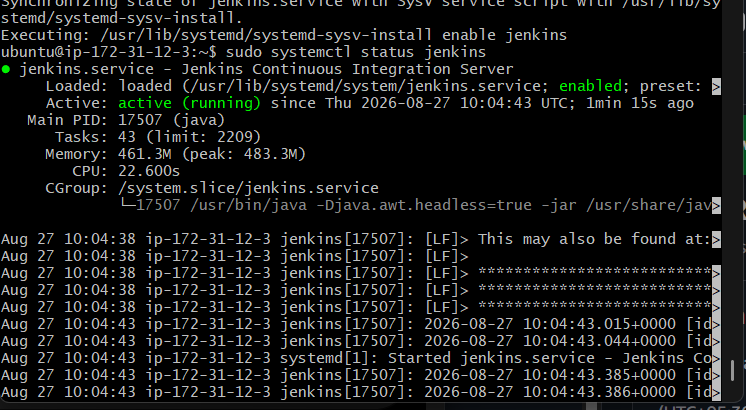 Synchronizing state of jenkins.service with SysV service script with /usr/lib/sy
stemd/systemd-sysv-install.
Executing: /usr/lib/systemd/systemd-sysv-install enable jenkins
ubuntu@ip-172-31-12-3:~$ sudo systemctl status jenkins
● jenkins.service - Jenkins Continuous Integration Server
Loaded: loaded (/usr/lib/systemd/system/jenkins.service; enabled; preset: >
Active: active (running) since Thu 2026-08-27 10:04:43 UTC; 1min 15s ago
Main PID: 17507 (java)
Tasks: 43 (limit: 2209)
Memory: 461.3M (peak: 483.3M)
CPU: 22.600s
CGroup: /system.slice/jenkins.service
└─17507 /usr/bin/java -Djava.awt.headless=true -jar /usr/share/jav>
Aug 27 10:04:38 ip-172-31-12-3 jenkins[17507]: [LF]> This may also be found at:>
Aug 27 10:04:38 ip-172-31-12-3 jenkins[17507]: [LF]> >
Aug 27 10:04:38 ip-172-31-12-3 jenkins[17507]: [LF]> **************************>
Aug 27 10:04:38 ip-172-31-12-3 jenkins[17507]: [LF]> **************************>
Aug 27 10:04:38 ip-172-31-12-3 jenkins[17507]: [LF]> **************************>
Aug 27 10:04:43 ip-172-31-12-3 jenkins[17507]: 2026-08-27 10:04:43.015+0000 [id>
Aug 27 10:04:43 ip-172-31-12-3 jenkins[17507]: 2026-08-27 10:04:43.044+0000 [id>
Aug 27 10:04:43 ip-172-31-12-3 systemd[1]: Started jenkins.service - Jenkins Co>
Aug 27 10:04:43 ip-172-31-12-3 jenkins[17507]: 2026-08-27 10:04:43.385+0000 [id>
Aug 27 10:04:43 ip-172-31-12-3 jenkins[17507]: 2026-08-27 10:04:43.386+0000 [id>